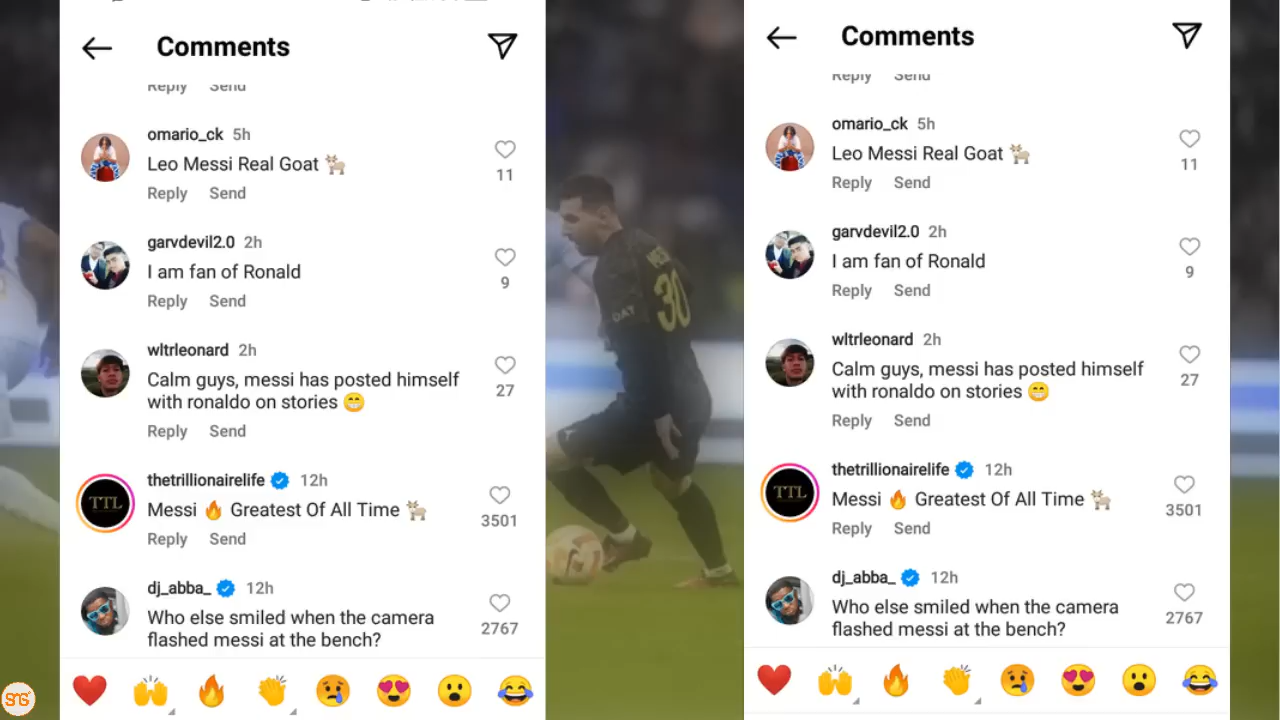 Comments
Reply Send
omario_ck 5h
Leo Messi Real Goat 🐐
11
Reply Send
garvdevil2.0 2h
I am fan of Ronald
9
Reply Send
wltrleonard 2h
Calm guys, messi has posted himself
with ronaldo on stories 😁
27
Reply Send
TTL
thetrillionairelife 12h
Messi 🔥 Greatest Of All Time 🐐
3501
Reply Send
dj_abba_ 12h
Who else smiled when the camera
flashed messi at the bench?
2767
❤️ 🙌 🔥 👏 😢 😍 😮 😂
MESSI
30
Comments
Reply Send
omario_ck 5h
Leo Messi Real Goat 🐐
11
Reply Send
garvdevil2.0 2h
I am fan of Ronald
9
Reply Send
wltrleonard 2h
Calm guys, messi has posted himself
with ronaldo on stories 😁
27
Reply Send
TTL
thetrillionairelife 12h
Messi 🔥 Greatest Of All Time 🐐
3501
Reply Send
dj_abba_ 12h
Who else smiled when the camera
flashed messi at the bench?
2767
❤️ 🙌 🔥 👏 😢 😍 😮 😂
SNS